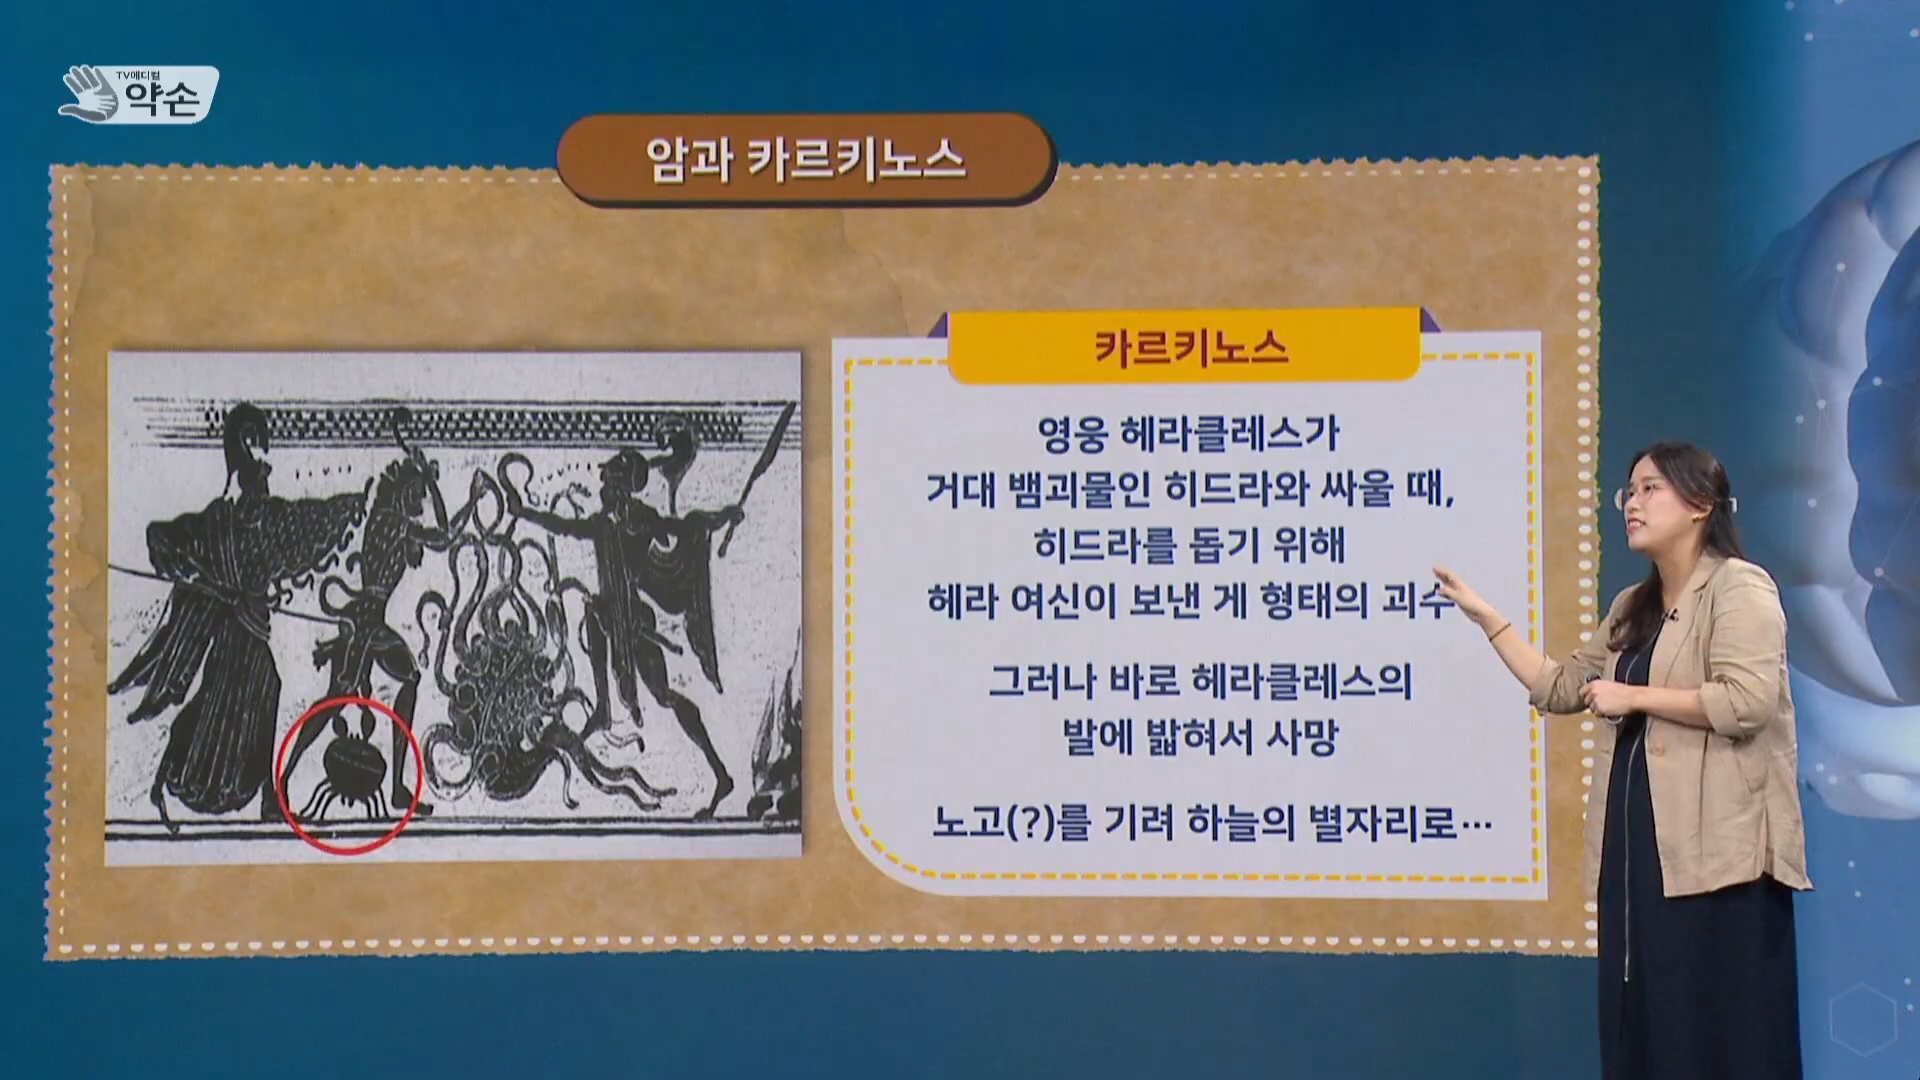 TV메디컬
약손
암과 카르키노스
카르키노스
영웅 헤라클레스가
거대 뱀괴물인 히드라와 싸울 때,
히드라를 돕기 위해
헤라 여신이 보낸 게 형태의 괴수
그러나 바로 헤라클레스의
발에 밟혀서 사망
노고(?)를 기려 하늘의 별자리로…